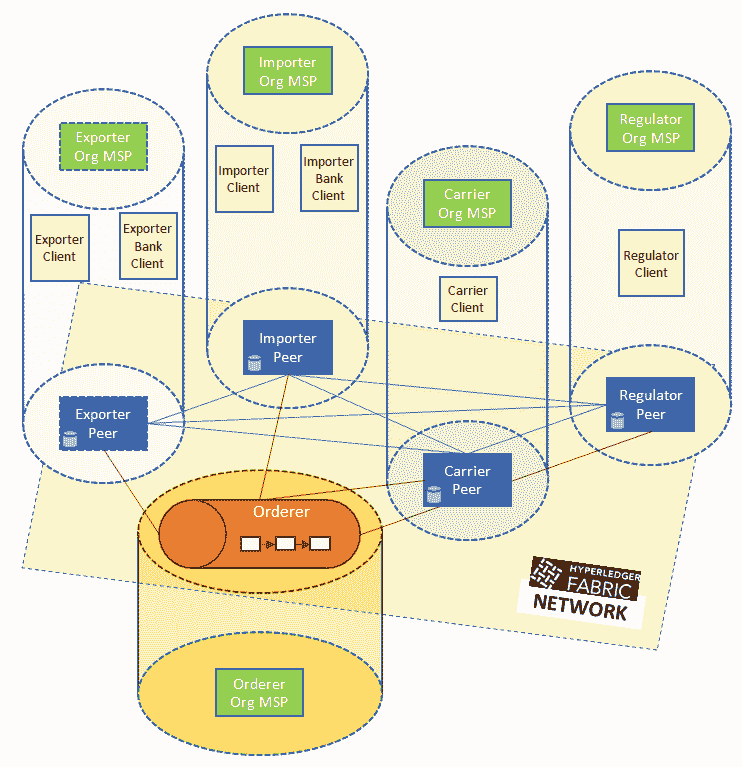 Importer
Org MSP
Exporter
Org MSP
Regulator
Org MSP
Importer
Client
Importer
Bank
Client
Carrier
Org MSP
Exporter
Client
Exporter
Bank
Client
Regulator
Client
Carrier
Client
Importer
Peer
Exporter
Peer
Regulator
Peer
Carrier
Peer
Orderer
HYPERLEDGER
FABRIC
NETWORK
Orderer
Org MSP